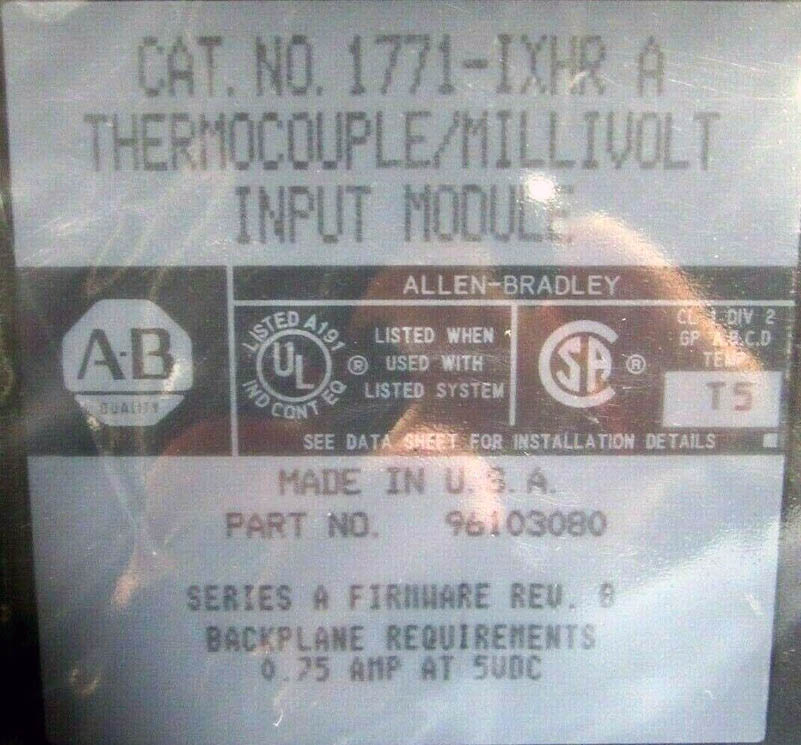 CAT. NO. 1771-IXHR A
THERMOCOUPLE/MILLIVOLT
INPUT MODULE
ALLEN-BRADLEY
A-B
QUALITY
LISTED A191
UL
IND CONT EQ
®
LISTED WHEN
USED WITH
LISTED SYSTEM
SA
®
CL 1 DIV 2
GP A,B,C,D
TEMP
T5
SEE DATA SHEET FOR INSTALLATION DETAILS
MADE IN U.S.A.
PART NO. 96103080
SERIES A FIRMWARE REV.
BACKPLANE REQUIREMENTS
0.75 AMP AT 5VDC